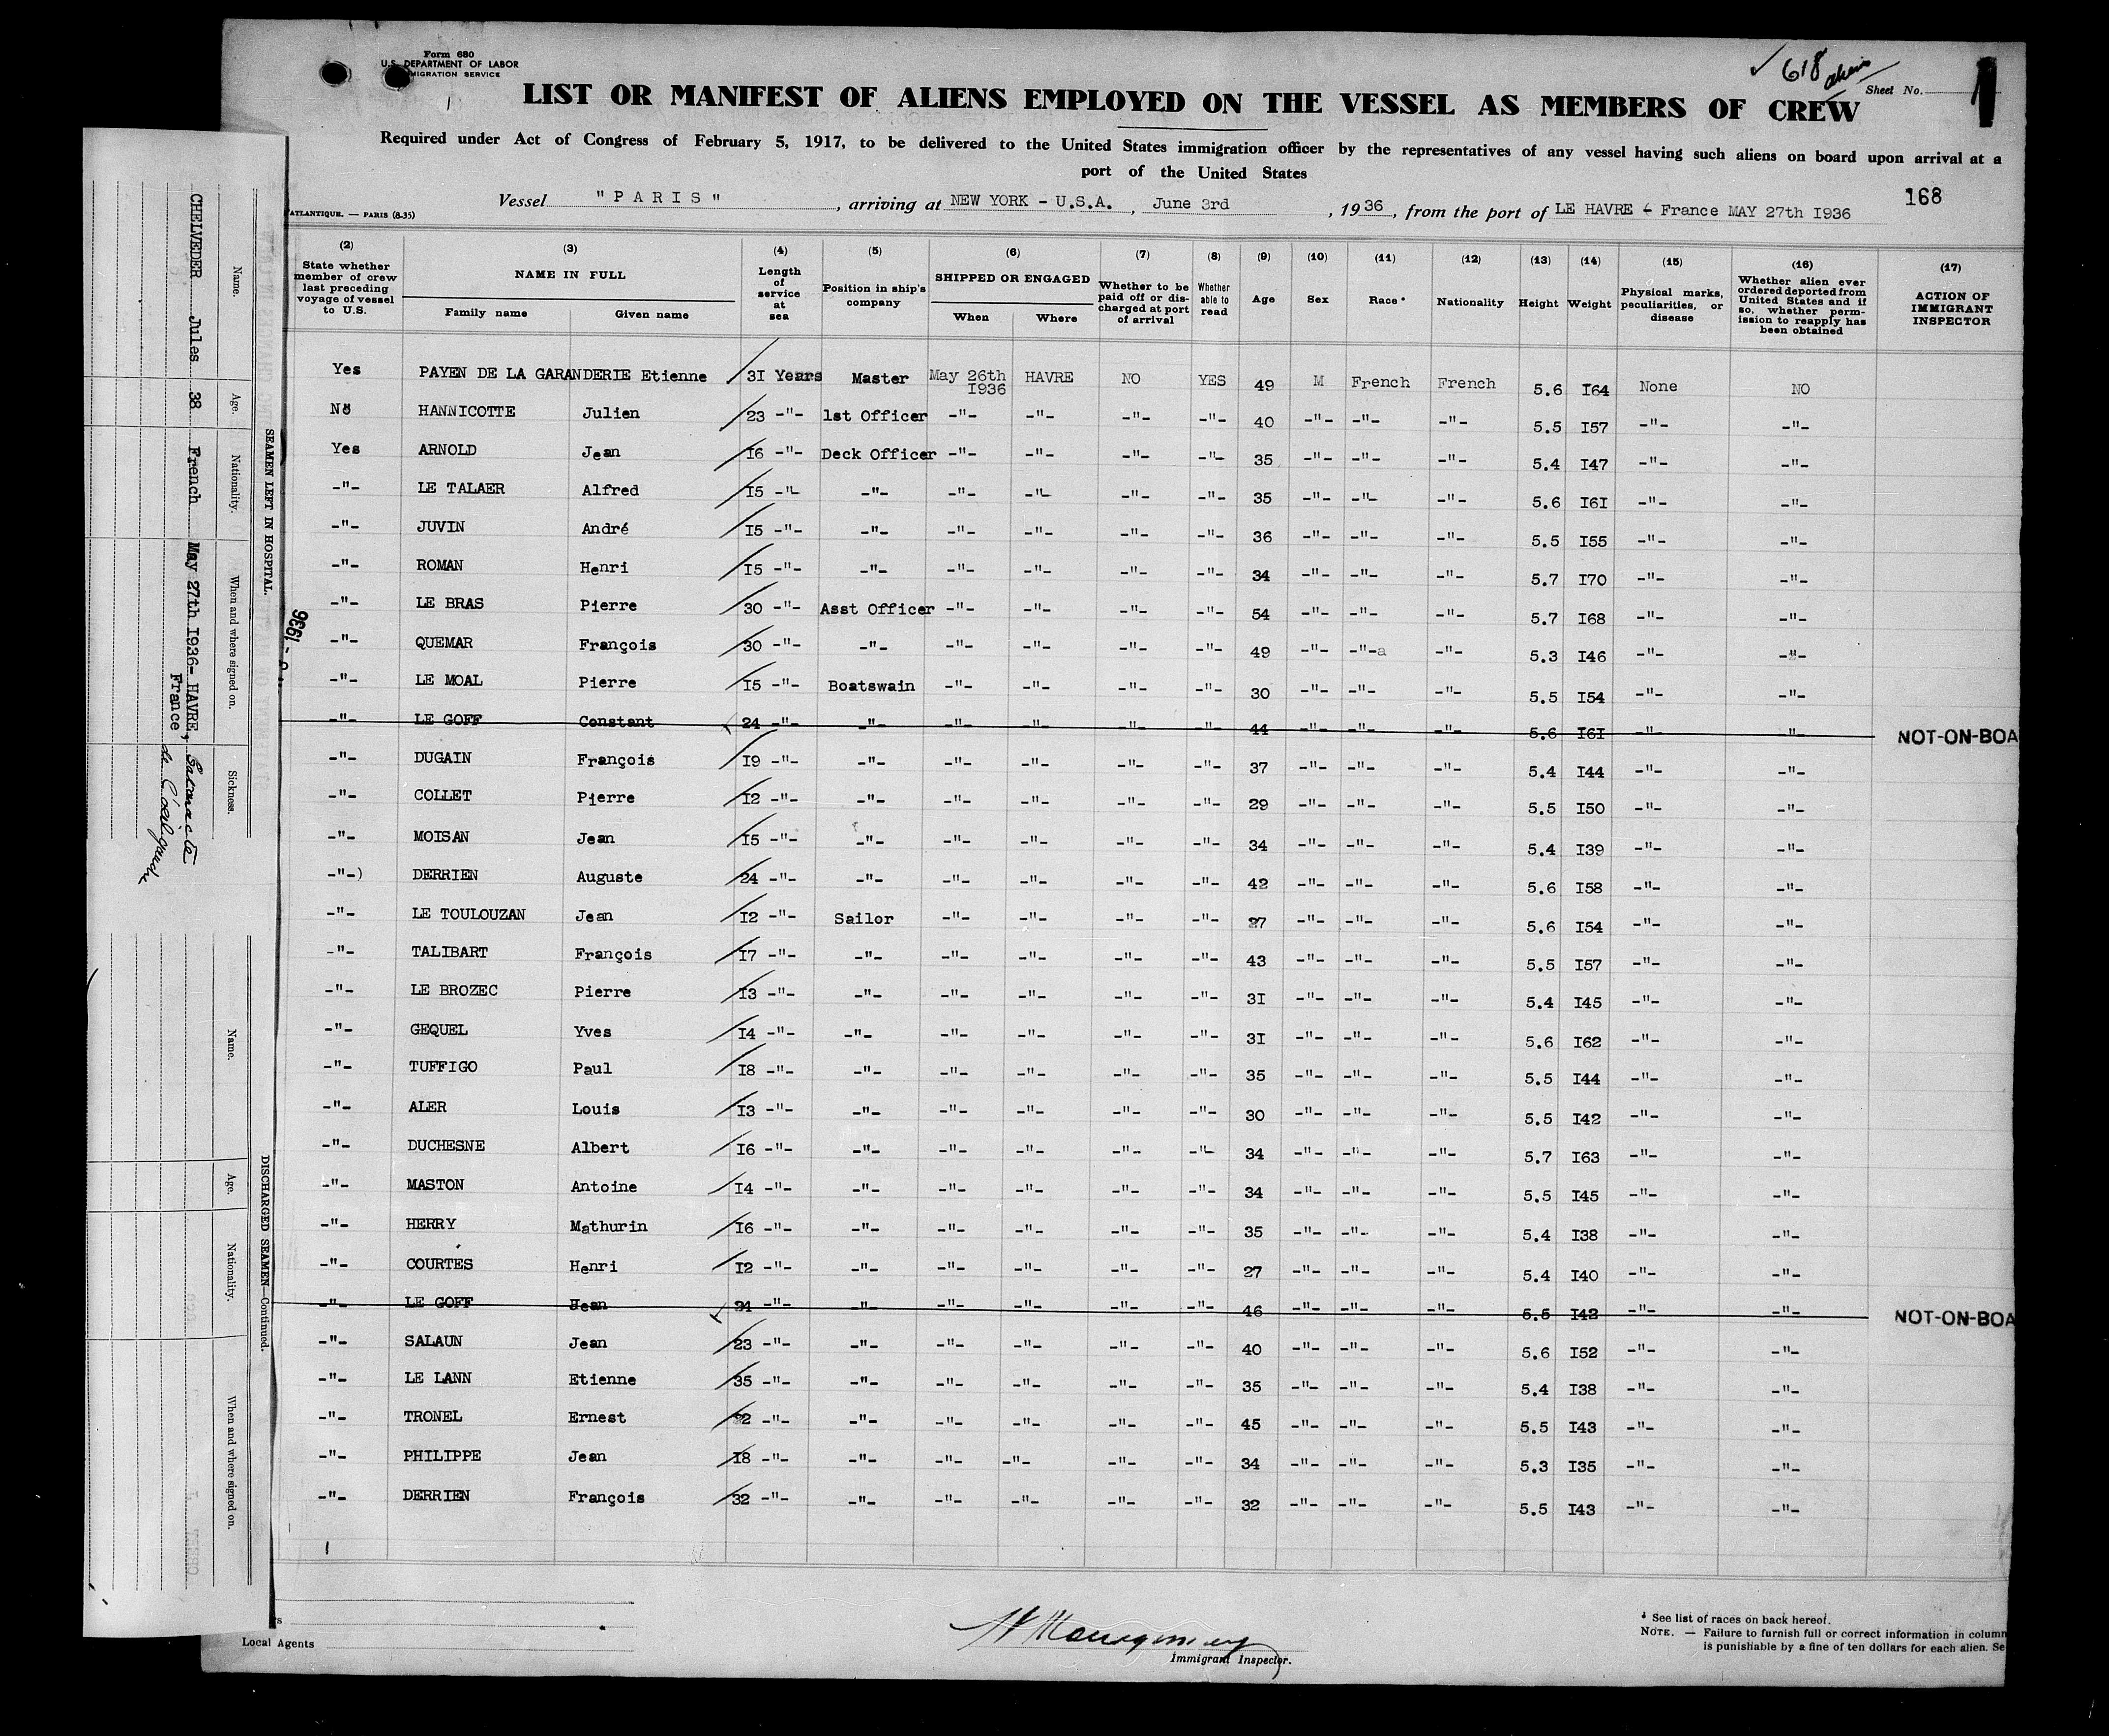 Form 680
U.S. DEPARTMENT OF LABOR
IMMIGRATION SERVICE
✓ 618 aliens
Sheet No. 1
LIST OR MANIFEST OF ALIENS EMPLOYED ON THE VESSEL AS MEMBERS OF CREW
Required under Act of Congress of February 5, 1917, to be delivered to the United States immigration officer by the representatives of any vessel having such aliens on board upon arrival at a
port of the United States
168
Vessel "PARIS", arriving at NEW YORK - U.S.A., June 3rd, 1936, from the port of LE HAVRE - France MAY 27th 1936
ATLANTIQUE. — PARIS (8-35)
(2) State whether member of crew last preceding voyage of vessel to U.S. (3) NAME IN FULL Family name Given name (4) Length of service at sea (5) Position in ship's company (6) SHIPPED OR ENGAGED When Where (7) Whether to be paid off or discharged at port of arrival (8) Whether able to read (9) Age (10) Sex (11) Race* (12) Nationality (13) Height (14) Weight (15) Physical marks, peculiarities, or disease (16) Whether alien ever ordered deported from United States and if so, whether permission to reapply has been obtained (17) ACTION OF IMMIGRANT INSPECTOR
Yes PAYEN DE LA GARANDERIE Etienne 31 Years Master May 26th 1936 HAVRE NO YES 49 M French French 5.6 164 None NO
No HANNICOTTE Julien 23 -"- 1st Officer -"- -"- -"- -"- 40 -"- -"- -"- 5.5 157 -"- -"-
Yes ARNOLD Jean 16 -"- Deck Officer -"- -"- -"- -"- 35 -"- -"- -"- 5.4 147 -"- -"-
-"- LE TALAER Alfred 15 -"- -"- -"- -"- -"- -"- 35 -"- -"- -"- 5.6 161 -"- -"-
-"- JUVIN André 15 -"- -"- -"- -"- -"- -"- 36 -"- -"- -"- 5.5 155 -"- -"-
-"- ROMAN Henri 15 -"- -"- -"- -"- -"- -"- 34 -"- -"- -"- 5.7 170 -"- -"-
-"- LE BRAS Pierre 30 -"- Asst Officer -"- -"- -"- -"- 54 -"- -"- -"- 5.7 168 -"- -"-
-"- QUEMAR François 30 -"- -"- -"- -"- -"- -"- 49 -"- -"-a -"- 5.3 146 -"- -"-
-"- LE MOAL Pierre 15 -"- Boatswain -"- -"- -"- -"- 30 -"- -"- -"- 5.5 154 -"- -"-
-"- LE GOFF Constant 24 -"- -"- -"- -"- -"- -"- 44 -"- -"- -"- 5.6 161 -"- -"- NOT-ON-BOA
-"- DUGAIN François 19 -"- -"- -"- -"- -"- -"- 37 -"- -"- -"- 5.4 144 -"- -"-
-"- COLLET Pierre 12 -"- -"- -"- -"- -"- -"- 29 -"- -"- -"- 5.5 150 -"- -"-
-"- MOISAN Jean 15 -"- -"- -"- -"- -"- -"- 34 -"- -"- -"- 5.4 139 -"- -"-
-"-) DERRIEN Auguste 24 -"- -"- -"- -"- -"- -"- 42 -"- -"- -"- 5.6 158 -"- -"-
-"- LE TOULOUZAN Jean 12 -"- Sailor -"- -"- -"- -"- 27 -"- -"- -"- 5.6 154 -"- -"-
-"- TALIBART François 17 -"- -"- -"- -"- -"- -"- 43 -"- -"- -"- 5.5 157 -"- -"-
-"- LE BROZEC Pierre 13 -"- -"- -"- -"- -"- -"- 31 -"- -"- -"- 5.4 145 -"- -"-
-"- GEQUEL Yves 14 -"- -"- -"- -"- -"- -"- 31 -"- -"- -"- 5.6 162 -"- -"-
-"- TUFFIGO Paul 18 -"- -"- -"- -"- -"- -"- 35 -"- -"- -"- 5.5 144 -"- -"-
-"- ALER Louis 13 -"- -"- -"- -"- -"- -"- 30 -"- -"- -"- 5.5 142 -"- -"-
-"- DUCHESNE Albert 16 -"- -"- -"- -"- -"- -"- 34 -"- -"- -"- 5.7 163 -"- -"-
-"- MASTON Antoine 14 -"- -"- -"- -"- -"- -"- 34 -"- -"- -"- 5.5 145 -"- -"-
-"- HERRY Mathurin 16 -"- -"- -"- -"- -"- -"- 35 -"- -"- -"- 5.4 138 -"- -"-
-"- COURTÉS Henri 12 -"- -"- -"- -"- -"- -"- 27 -"- -"- -"- 5.4 140 -"- -"-
-"- LE GOFF Jean 24 -"- -"- -"- -"- -"- -"- 46 -"- -"- -"- 5.5 142 -"- -"- NOT-ON-BOA
-"- SALAUN Jean 23 -"- -"- -"- -"- -"- -"- 40 -"- -"- -"- 5.6 152 -"- -"-
-"- LE LANN Etienne 35 -"- -"- -"- -"- -"- -"- 35 -"- -"- -"- 5.4 138 -"- -"-
-"- TRONEL Ernest -"- -"- -"- -"- -"- -"- 45 -"- -"- -"- 5.5 143 -"- -"-
-"- PHILIPPE Jean 18 -"- -"- -"- -"- -"- -"- 34 -"- -"- -"- 5.3 135 -"- -"-
-"- DERRIEN François 32 -"- -"- -"- -"- -"- -"- 32 -"- -"- -"- 5.5 143 -"- -"-
Local Agents
Immigrant Inspector.
* See list of races on back hereof.
NOTE. — Failure to furnish full or correct information in column
is punishable by a fine of ten dollars for each alien. Se
SEAMEN LEFT IN HOSPITAL.
Name. Age. Nationality. When and where signed on. Sickness.
CHELVEDER Jules 38 French May 27th 1936- HAVRE, France
1936
DISCHARGED SEAMEN—Continued.
Name. Age. Nationality. When and where signed on.